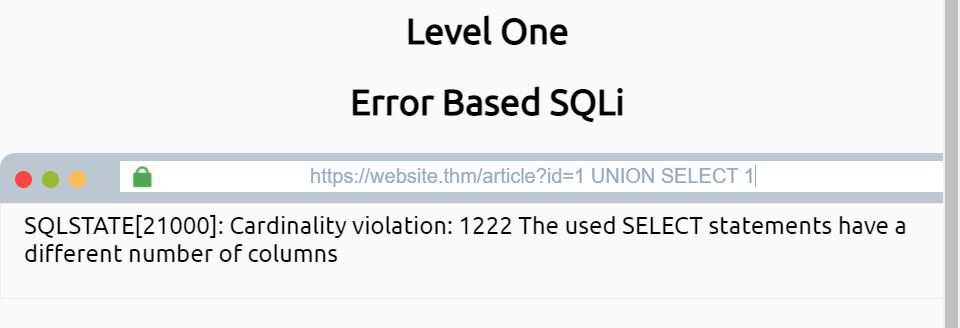 Level One
Error Based SQLi
https://website.thm/article?id=1 UNION SELECT 1
SQLSTATE[21000]: Cardinality violation: 1222 The used SELECT statements have a
different number of columns